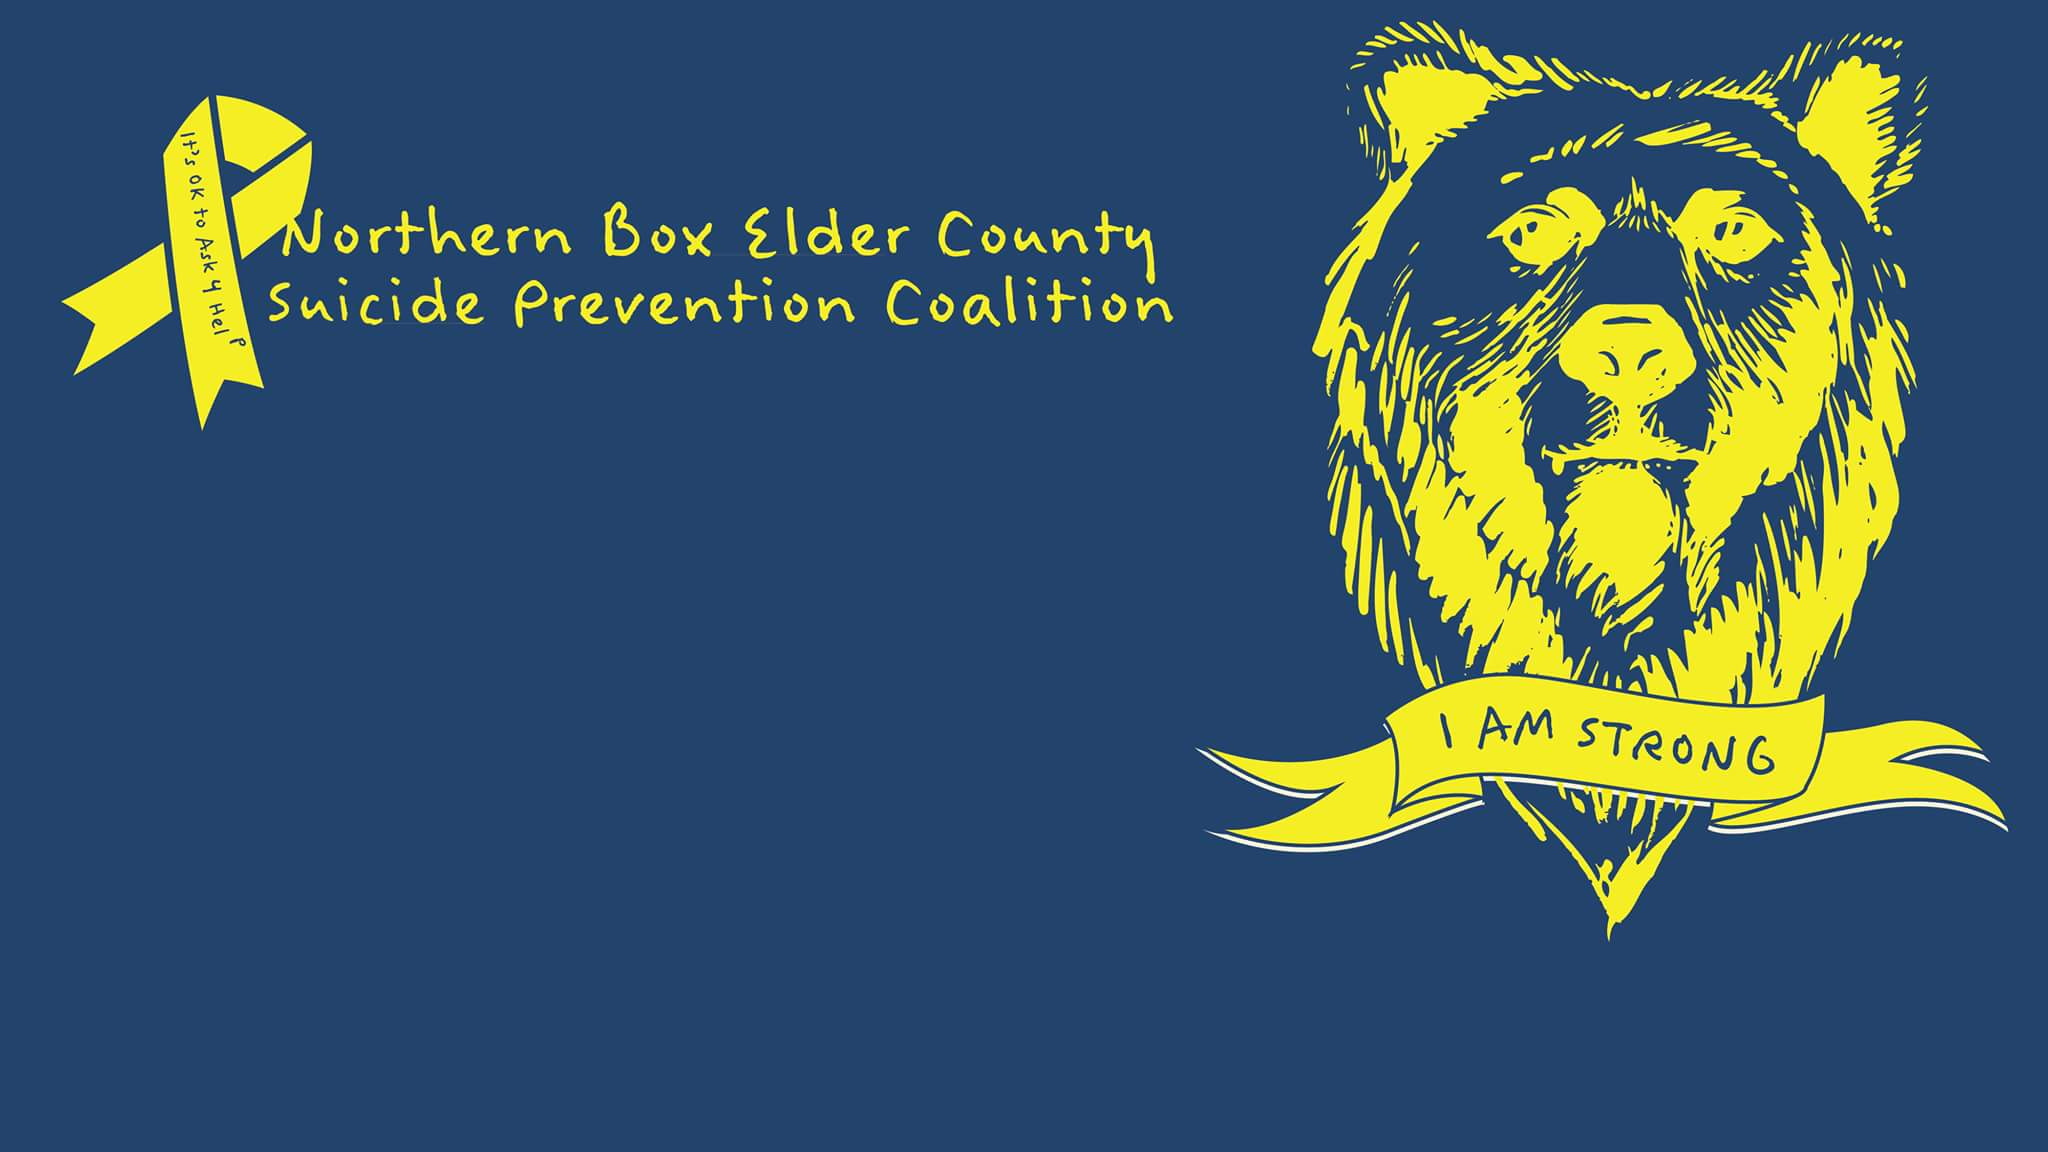 It's OK to Ask 4 Help
Northern Box Elder County
Suicide Prevention Coalition
I AM STRONG